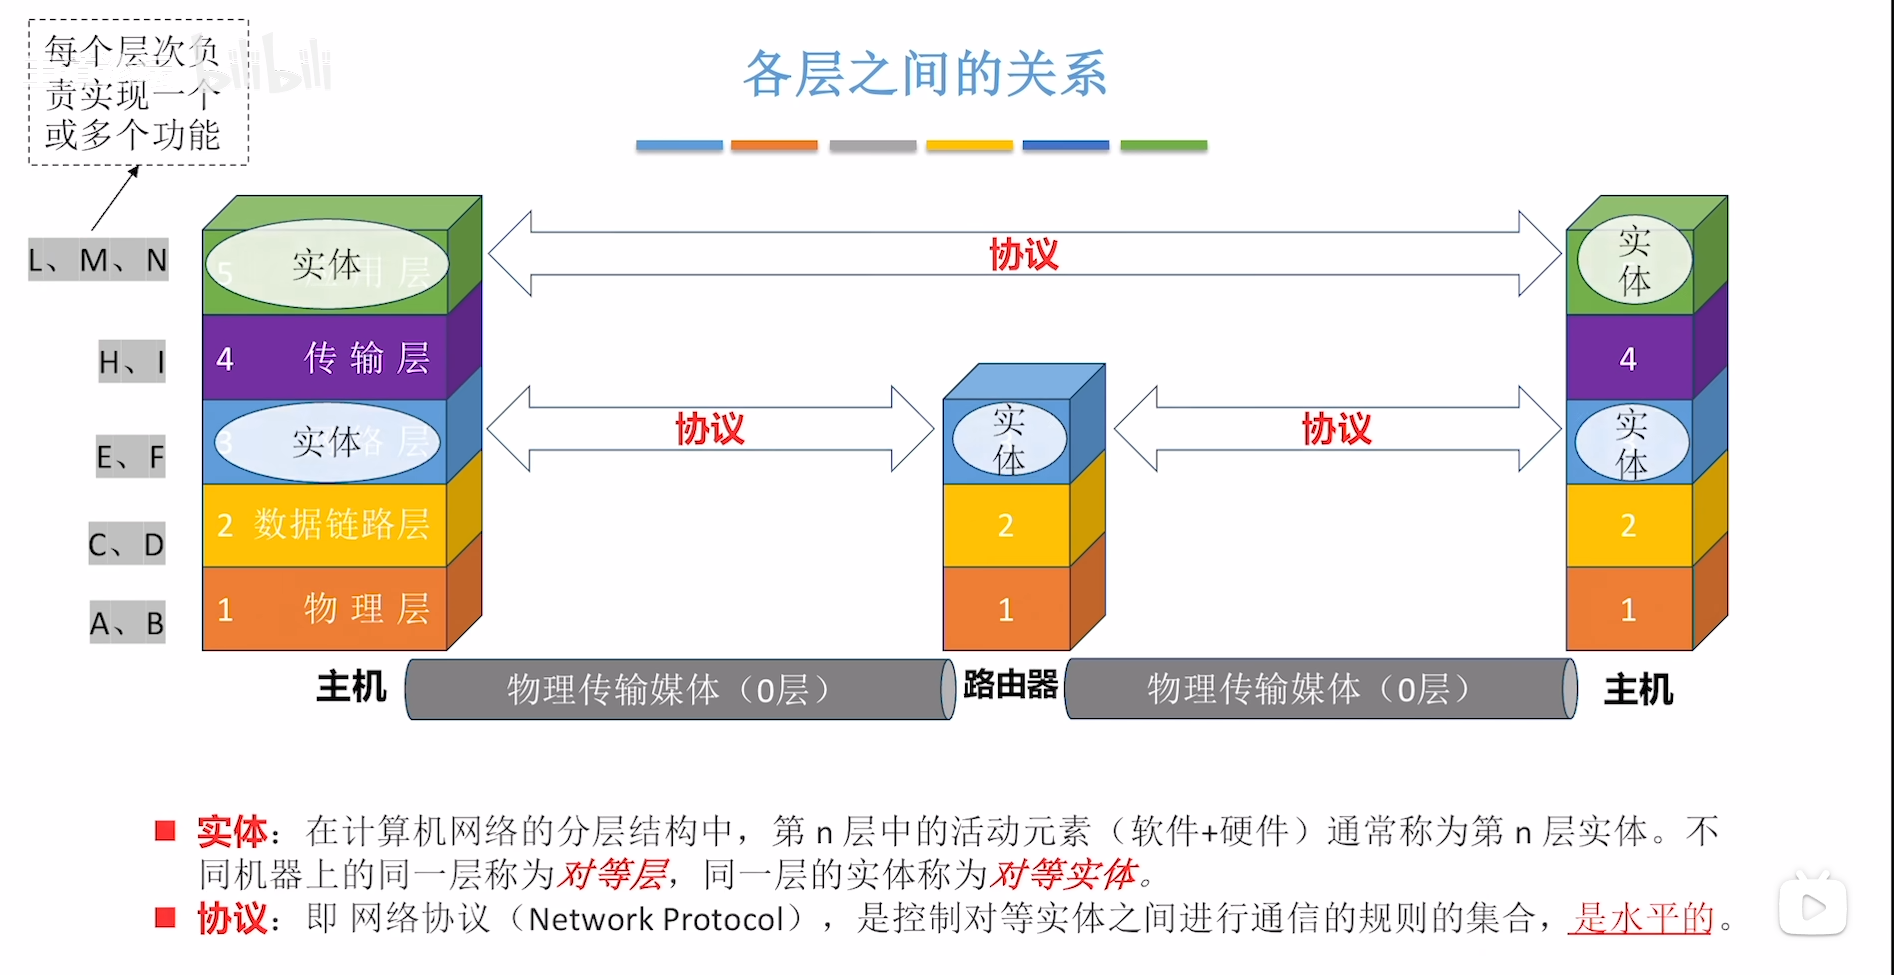 每个层次负
责实现一个
或多个功能
bilibili
各层之间的关系
L、M、N
H、I
E、F
C、D
A、B
5 实体 用层
4 传输层
3 实体 络层
2 数据链路层
1 物理层
协议
协议
协议
实体
2
1
实体
4
实体
2
1
主机
物理传输媒体（0层）
路由器
物理传输媒体（0层）
主机
■ 实体：在计算机网络的分层结构中，第 n 层中的活动元素（软件+硬件）通常称为第 n 层实体。不
同机器上的同一层称为对等层，同一层的实体称为对等实体。
■ 协议：即 网络协议（Network Protocol），是控制对等实体之间进行通信的规则的集合，是水平的。